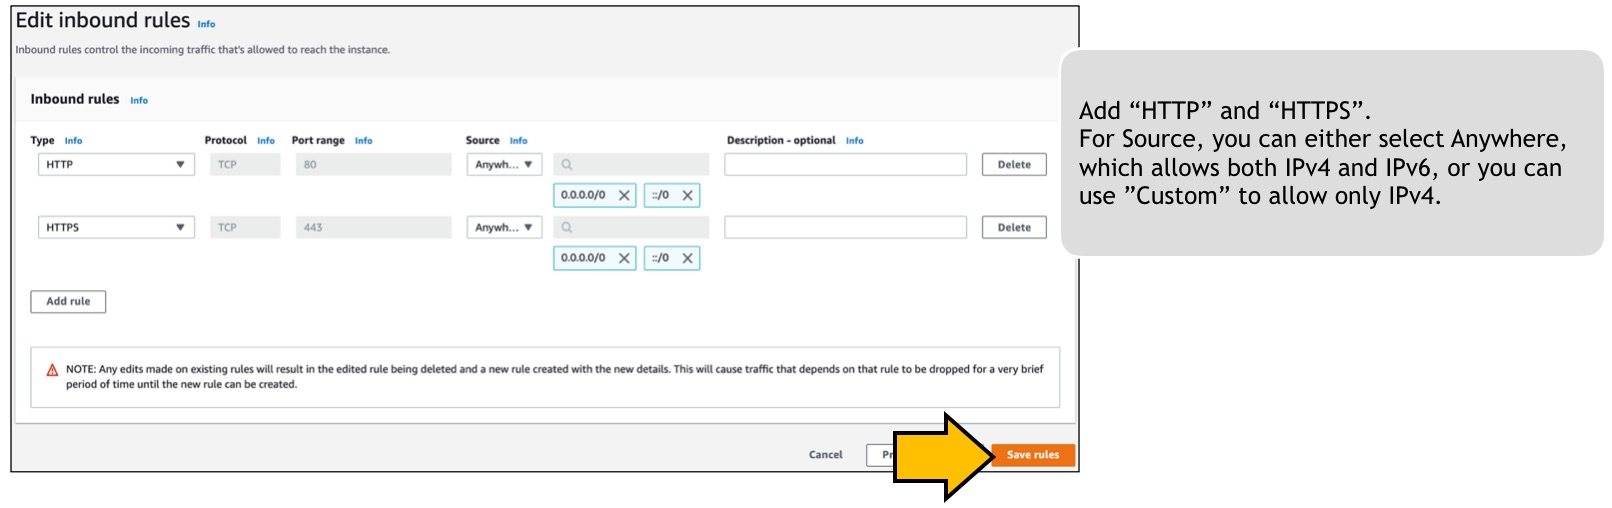 Edit inbound rules Info
Inbound rules control the incoming traffic that's allowed to reach the instance.
Inbound rules Info
Type Info Protocol Info Port range Info Source Info Description - optional Info
HTTP TCP 80 Anywh... Delete
0.0.0.0/0 ::/0
HTTPS TCP 443 Anywh... Delete
0.0.0.0/0 ::/0
Add rule
NOTE: Any edits made on existing rules will result in the edited rule being deleted and a new rule created with the new details. This will cause traffic that depends on that rule to be dropped for a very brief
period of time until the new rule can be created.
Cancel Save rules
Add “HTTP” and “HTTPS”.
For Source, you can either select Anywhere,
which allows both IPv4 and IPv6, or you can
use ”Custom” to allow only IPv4.